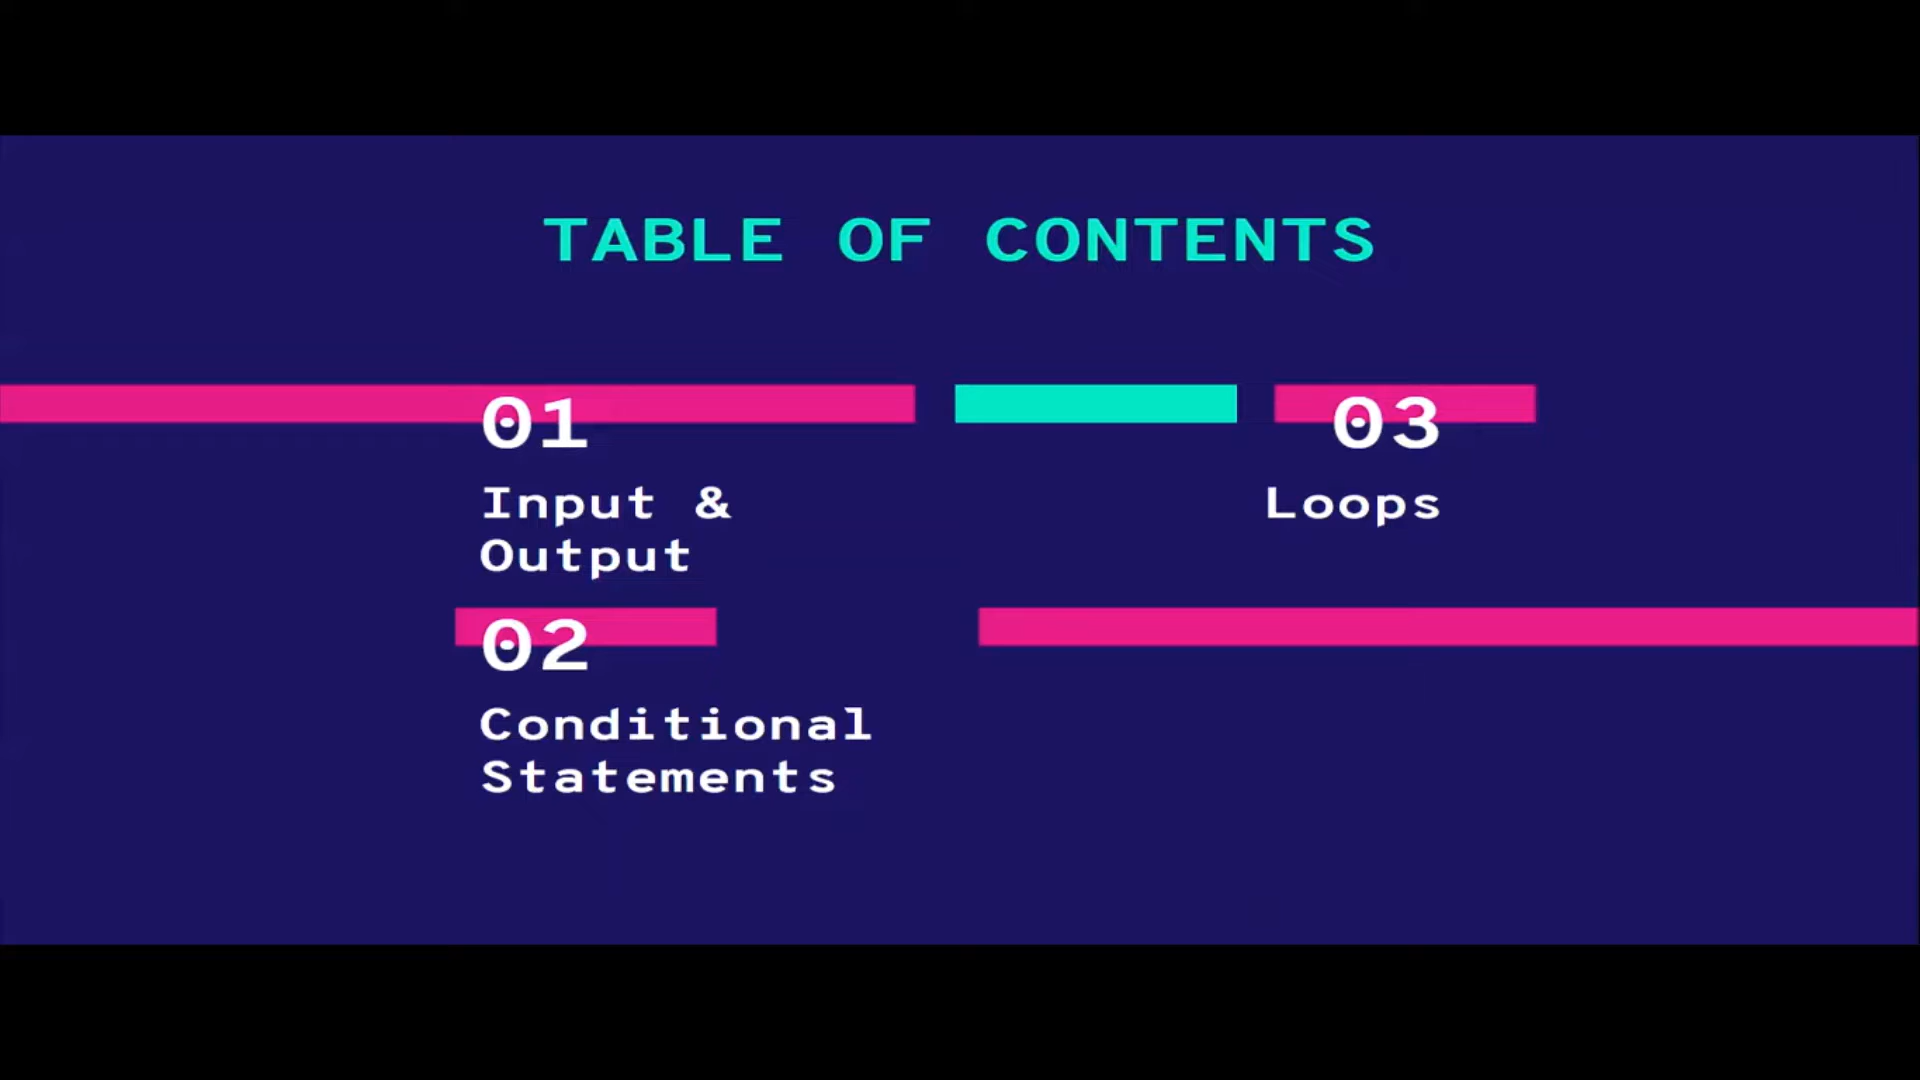 TABLE OF CONTENTS
01
Input &
Output
02
Conditional
Statements
03
Loops